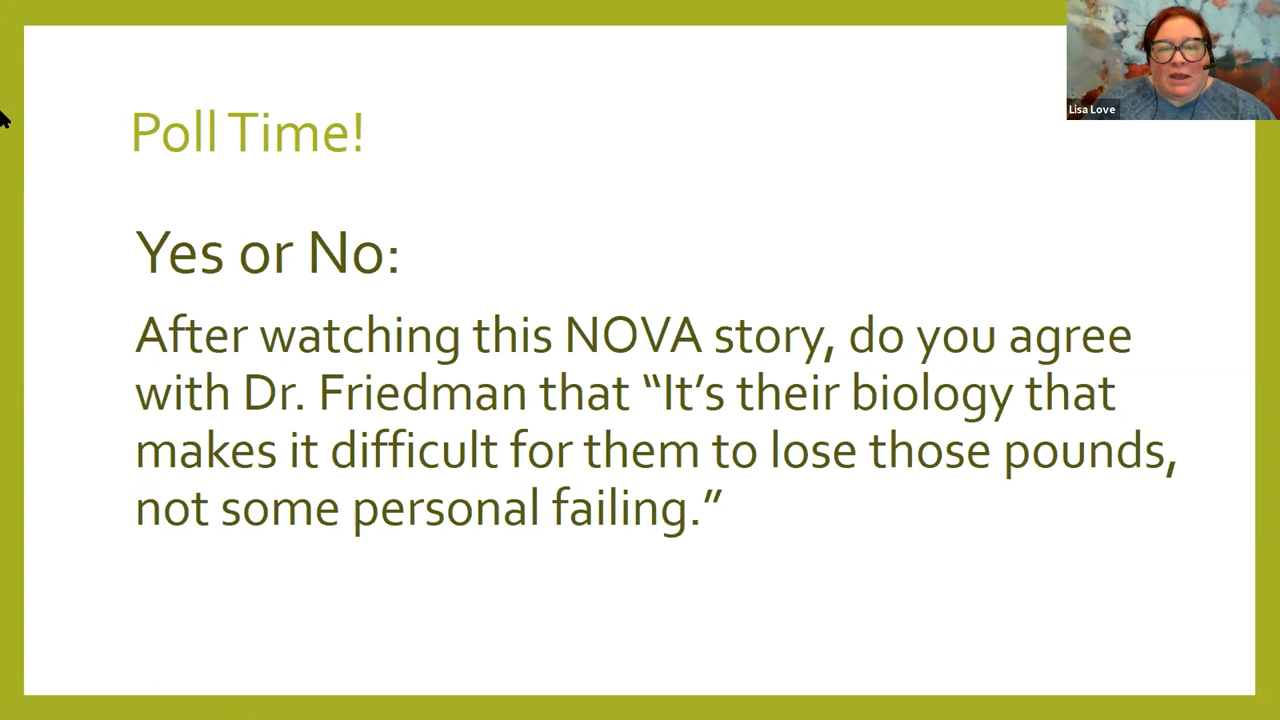 Lisa Love
Poll Time!
Yes or No:
After watching this NOVA story, do you agree
with Dr. Friedman that “It’s their biology that
makes it difficult for them to lose those pounds,
not some personal failing.”